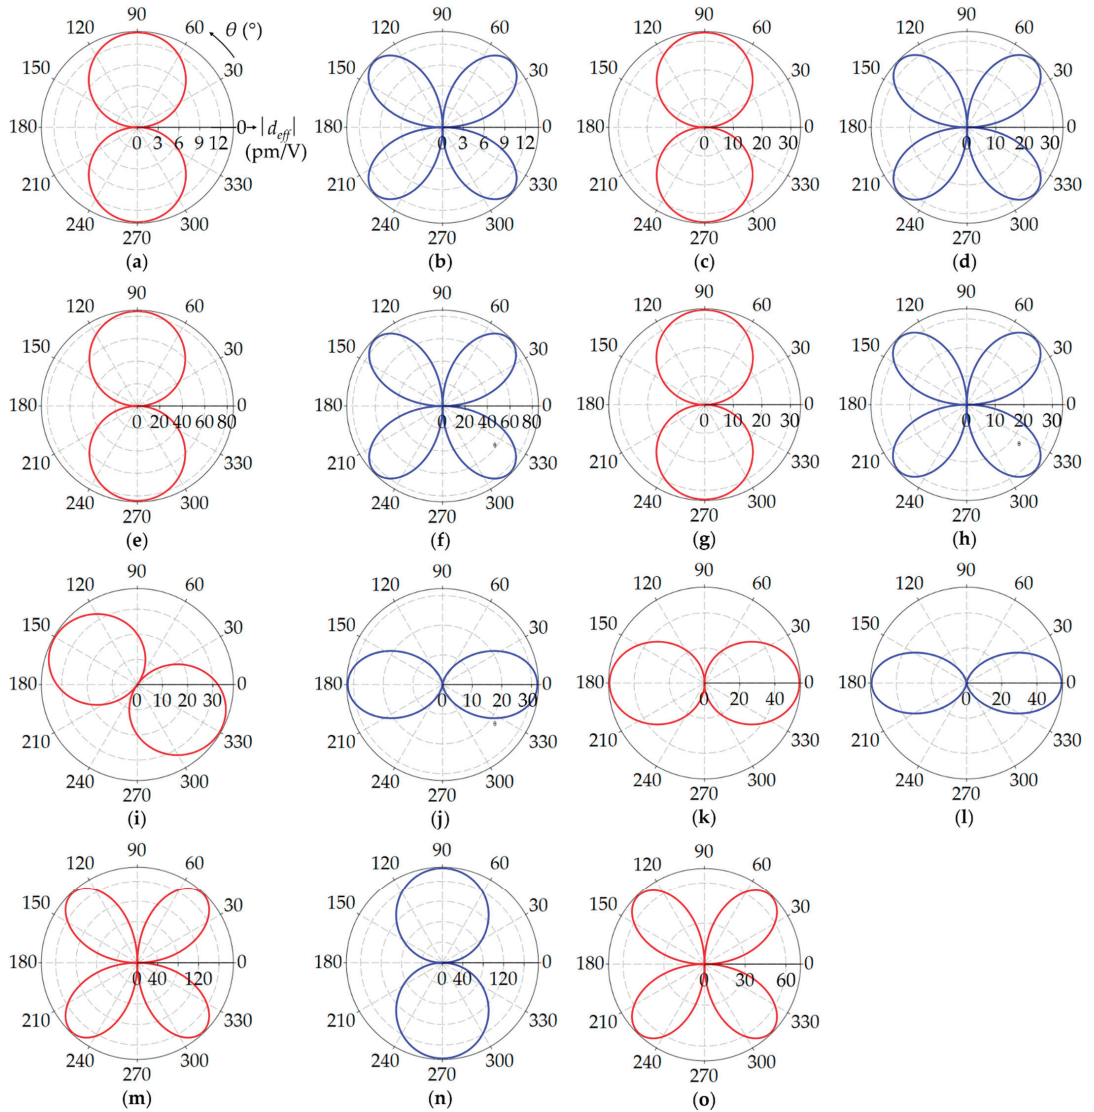 90 90 90 90
120 60 θ (°) 120 60 120 60 120 60
150 30 150 30 150 30 150 30
180 0 |d_eff| 180 0 180 0 180 0
0 3 6 9 12 (pm/V) 0 3 6 9 12 0 10 20 30 0 10 20 30
210 330 210 330 210 330 210 330
240 300 240 300 240 300 240 300
270 270 270 270
(a) (b) (c) (d)
90 90 90 90
120 60 120 60 120 60 120 60
150 30 150 30 150 30 150 30
180 0 180 0 180 0 180 0
0 20 40 60 80 0 20 40 60 80 0 10 20 30 0 10 20 30
θ θ
210 330 210 330 210 330 210 330
240 300 240 300 240 300 240 300
270 270 270 270
(e) (f) (g) (h)
90 90 90 90
120 60 120 60 120 60 120 60
150 30 150 30 150 30 150 30
180 0 180 0 180 0 180 0
0 10 20 30 0 10 20 30 0 20 40 0 20 40
θ
210 330 210 330 210 330 210 330
240 300 240 300 240 300 240 300
270 270 270 270
(i) (j) (k) (l)
90 90 90
120 60 120 60 120 60
150 30 150 30 150 30
180 0 180 0 180 0
0 40 120 0 40 120 0 30 60
210 330 210 330 210 330
240 300 240 300 240 300
270 270 270
(m) (n) (o)